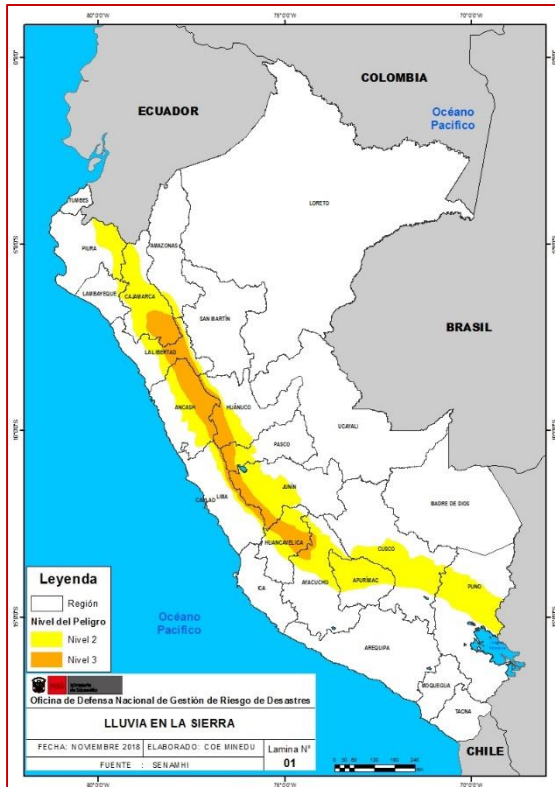 80°0'0"W
75°0'0"W
70°0'0"W
COLOMBIA
ECUADOR
Océano
Pacífico
TUMBES
LORETO
PIURA
AMAZONAS
LAMBAYEQUE
CAJAMARCA
SAN MARTÍN
BRASIL
LA LIBERTAD
ANCASH
HUÁNUCO
UCAYALI
PASCO
JUNÍN
CALLAO
LIMA
MADRE DE DIOS
HUANCAVELICA
CUSCO
ICA
AYACUCHO
APURIMAC
PUNO
AREQUIPA
MOQUEGUA
TACNA
CHILE
Océano
Pacífico
Leyenda
Región
Nivel del Peligro
Nivel 2
Nivel 3
Oficina de Defensa Nacional de Gestión de Riesgo de Desastres
LLUVIA EN LA SIERRA
FECHA: NOVIEMBRE 2018 ELABORADO: COE MINEDU Lamina N°
FUENTE : SENAMHI 01
80°0'0"W
75°0'0"W
70°0'0"W